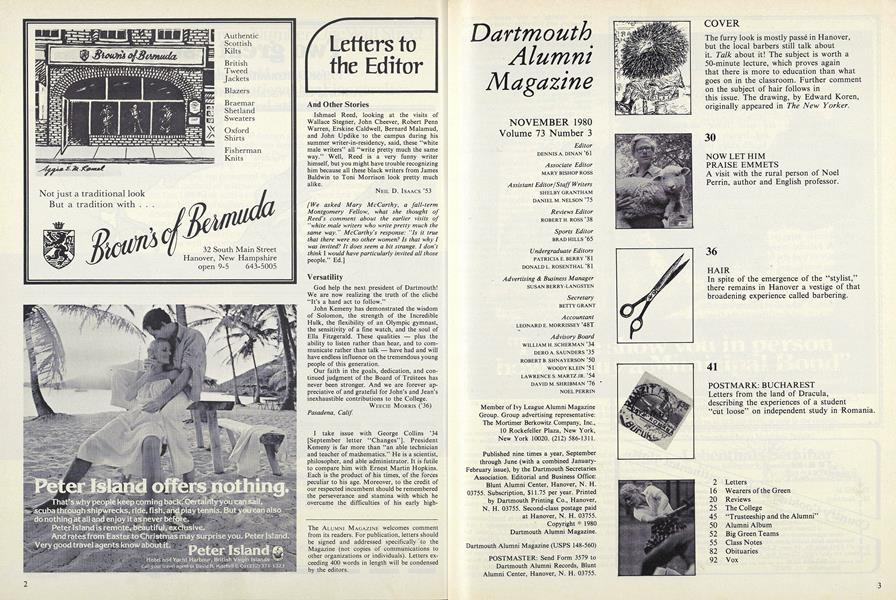 Brown's of Bermuda
Authentic
Scottish
Kilts
British
Tweed
Jackets
Blazers
Braemar
Shetland
Sweaters
Oxford
Shirts
Fisherman
Knits
Not just a traditional look
But a tradition with . . .
Brown's of Bermuda
32 South Main Street
Hanover, New Hampshire
open 9-5 643-5005
Peter Island offers nothing.
That's why people keep coming back. Certainly you can sail,
scuba through shipwrecks, ride, fish, and play tennis. But you can also
do nothing at all and enjoy it as never before.
Peter Island is remote, beautiful, exclusive.
And rates from Easter to Christmas may surprise you. Peter Island.
Very good travel agents know about it.
Peter Island
Hotel and Yacht Harbour, British Virgin Islands
2
Letters to
the Editor
And Other Stories
Ishmael Reed, looking at the visits of
Wallace Stegner, John Cheever, Robert Penn
Warren, Erskine Caldwell, Bernard Malamud,
and John Updike to the campus during his
summer writer-in-residency, said, these "white
male writers" all "write pretty much the same
way." Well, Reed is a very funny writer
himself, but you might have trouble recognizing
him because all these black writers from James
Baldwin to Toni Morrison look pretty much
alike.
NEIL D. ISAACS '53
[We asked Mary McCarthy, a fall-term
Montgomery Fellow, what she thought of
Reed's comment about the earlier visits of
"white male writers who write pretty much the
same way." McCarthy's response: "Is it true
that there were no other women? Is that why I
was invited? It does seem a bit strange. I don't
think I would have particularly invited all those
people." Ed.]
Versatility
God help the next president of Dartmouth!
We are now realizing the truth of the cliché
"It's a hard act to follow."
John Kemeny has demonstrated the wisdom
of Solomon, the strength of the Incredible
Hulk, the flexibility of an Olympic gymnast,
the sensitivity of a fine watch, and the soul of
Ella Fitzgerald. These qualities — plus the
ability to listen rather than hear, and to com-
municate rather than talk — have had and will
have endless influence on the tremendous young
people of this generation.
Our faith in the goals, dedication, and con-
tinued judgment of the Board of Trustees has
never been stronger. And we are forever ap-
preciative of and grateful for John's and Jean's
inexhaustible contributions to the College.
WEECIE MORRIS ('36)
Pasadena, Calif.
I take issue with George Collins '34
[September letter "Changes"]. President
Kemeny is far more than "an able technician
and teacher of mathematics." He is a scientist,
philosopher, and able administrator. It is futile
to compare him with Ernest Martin Hopkins.
Each is the product of his times, of the forces
peculiar to his age. Moreover, to the credit of
our respected incumbent should be remembered
the perseverance and stamina with which he
overcame the difficulties of his early high-
The ALUMNI MAGAZINE welcomes comment
from its readers. For publication, letters should
be signed and addressed specifically to the
Magazine (not copies of communications to
other organizations or individuals). Letters ex-
ceeding 400 words in length will be condensed
by the editors.
Dartmouth
Alumni
Magazine
NOVEMBER 1980
Volume 73 Number 3
Editor
DENNIS A. DINAN '61
Associate Editor
MARY BISHOP ROSS
Assistant Editor/Staff Writers
SHELBY GRANTHAM
DANIEL M. NELSON '75
Reviews Editor
ROBERT H. ROSS '38
Sports Editor
BRAD HILLS '65
Undergraduate Editors
PATRICIA E. BERRY '81
DONALD L. ROSENTHAL '81
Advertising & Business Manager
SUSAN BERRY-LANGSTEN
Secretary
BETTY GRANT
Accountant
LEONARD E. MORRISSEY '48T
Advisory Board
WILLIAM H. SCHERMAN '34
DERO A. SAUNDERS '35
ROBERT B. SHNAYERSON '50
WOODY KLEIN '51
LAWRENCE S. MARTZ JR. '54
DAVID M. SHRIBMAN '76
NOEL PERRIN
Member of Ivy League Alumni Magazine
Group. Group advertising representative:
The Mortimer Berkowitz Company, Inc.,
10 Rockefeller Plaza, New York,
New York 10020. (212) 586-1311.
Published nine times a year, September
through June (with a combined January-
February issue), by the Dartmouth Secretaries
Association. Editorial and Business Office:
Blunt Alumni Center, Hanover, N. H.
03755. Subscription, $11.75 per year. Printed
by Dartmouth Printing Co., Hanover,
N. H. 03755. Second-class postage paid
at Hanover, N. H. 03755.
Copyright © 1980
Dartmouth Alumni Magazine.
Dartmouth Alumni Magazine (USPS 148-560)
POSTMASTER: Send Form 3579 to
Dartmouth Alumni Records, Blunt
Alumni Center, Hanover, N. H. 03755.
COVER
The furry look is mostly passé in Hanover,
but the local barbers still talk about
it. Talk about it! The subject is worth a
50-minute lecture, which proves again
that there is more to education than what
goes on in the classroom. Further comment
on the subject of hair follows in
this issue. The drawing, by Edward Koren,
originally appeared in The New Yorker.
30
NOW LET HIM
PRAISE EMMETS
A visit with the rural person of Noel
Perrin, author and English professor.
36
HAIR
In spite of the emergence of the "stylist,"
there remains in Hanover a vestige of that
broadening experience called barbering.
41
POSTMARK: BUCHAREST
Letters from the land of Dracula,
describing the experiences of a student
"cut loose" on independent study in Romania.
2 Letters
16 Wearers of the Green
20 Reviews
25 The College
45 "Trusteeship and the Alumni"
50 Alumni Album
52 Big Green Teams
55 Class Notes
82 Obituaries
92 Vox
3